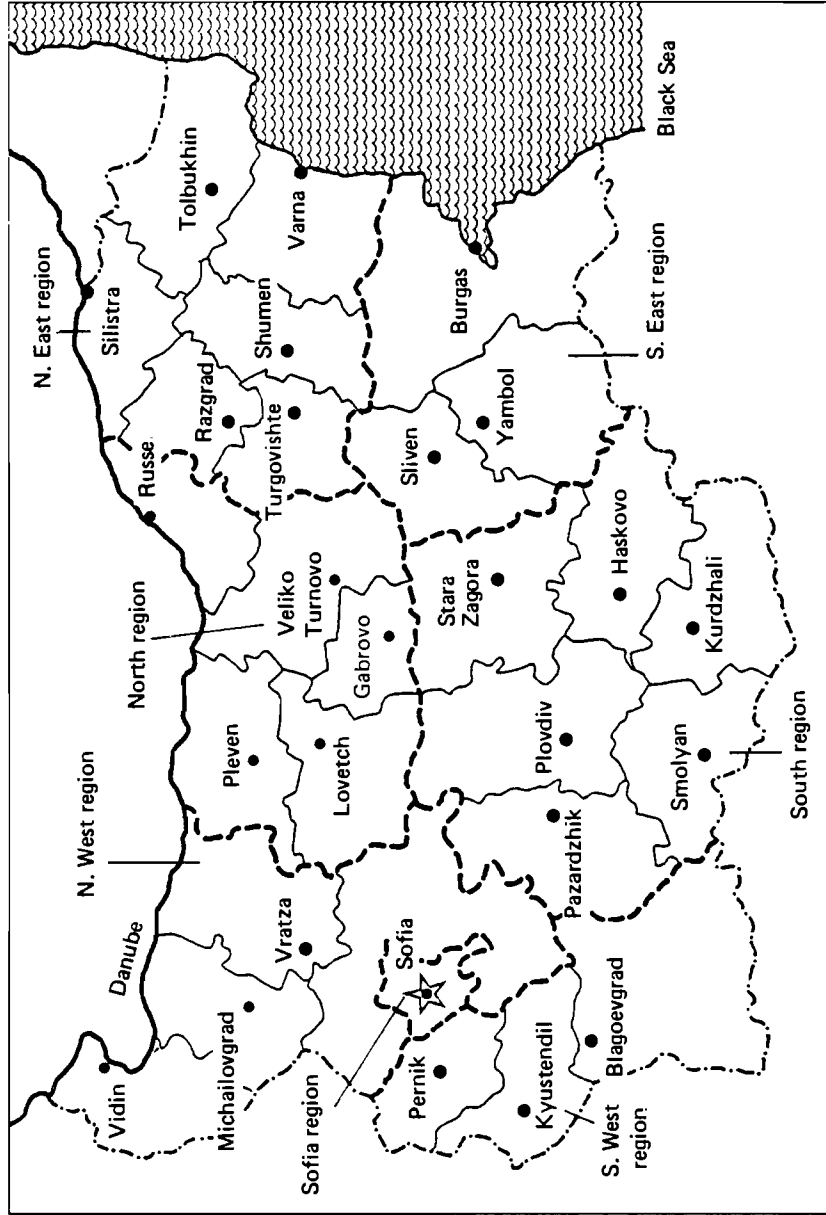 N. East region
Silistra
Tolbukhin
Varna
Shumen
Razgrad
Russe
Turgovishte
Black Sea
Burgas
S. East region
Yambol
Sliven
North region
Veliko
Turnovo
Gabrovo
Stara
Zagora
Haskovo
Kurdzhali
N. West region
Pleven
Lovetch
Plovdiv
Smolyan
South region
Pazardzhik
Danube
Vratza
Sofia
Vidin
Michailovgrad
Sofia region
Pernik
Kyustendil
Blagoevgrad
S. West
region